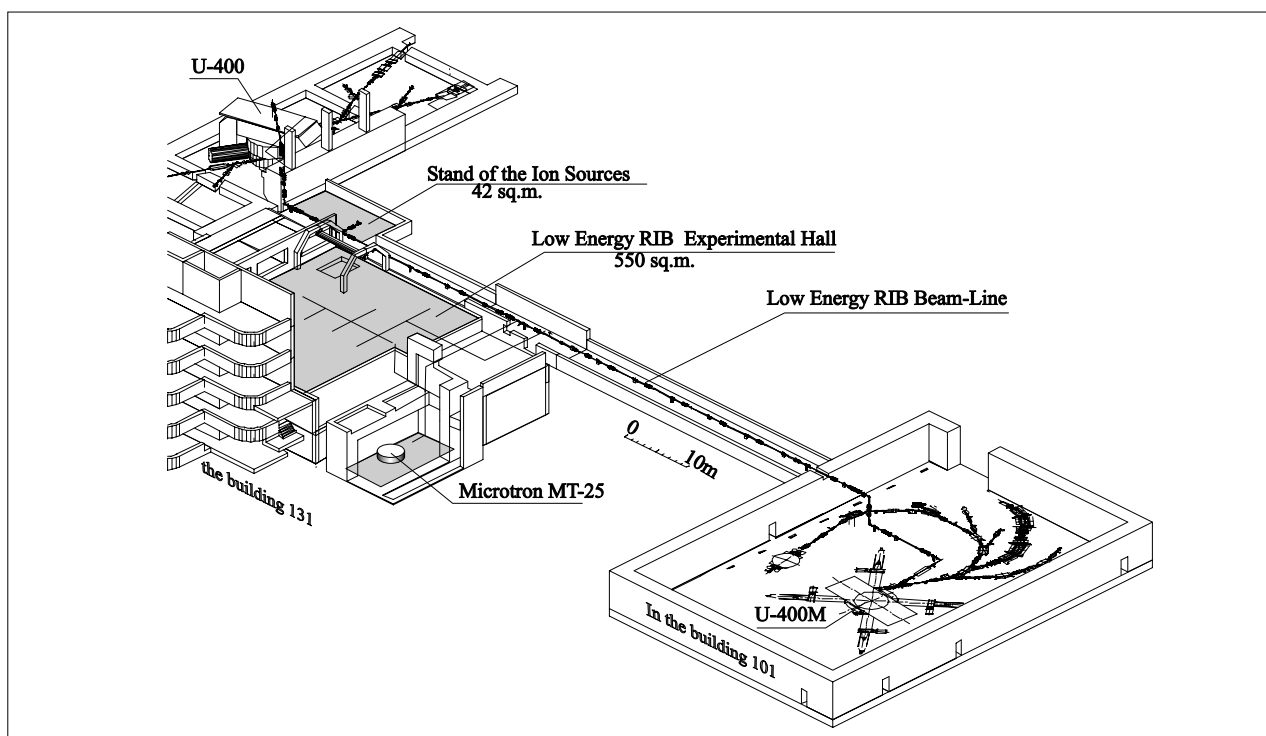 U-400
Stand of the Ion Sources
42 sq.m.
Low Energy RIB Experimental Hall
550 sq.m.
Low Energy RIB Beam-Line
0
10m
Microtron MT-25
the building 131
U-400M
In the building 101